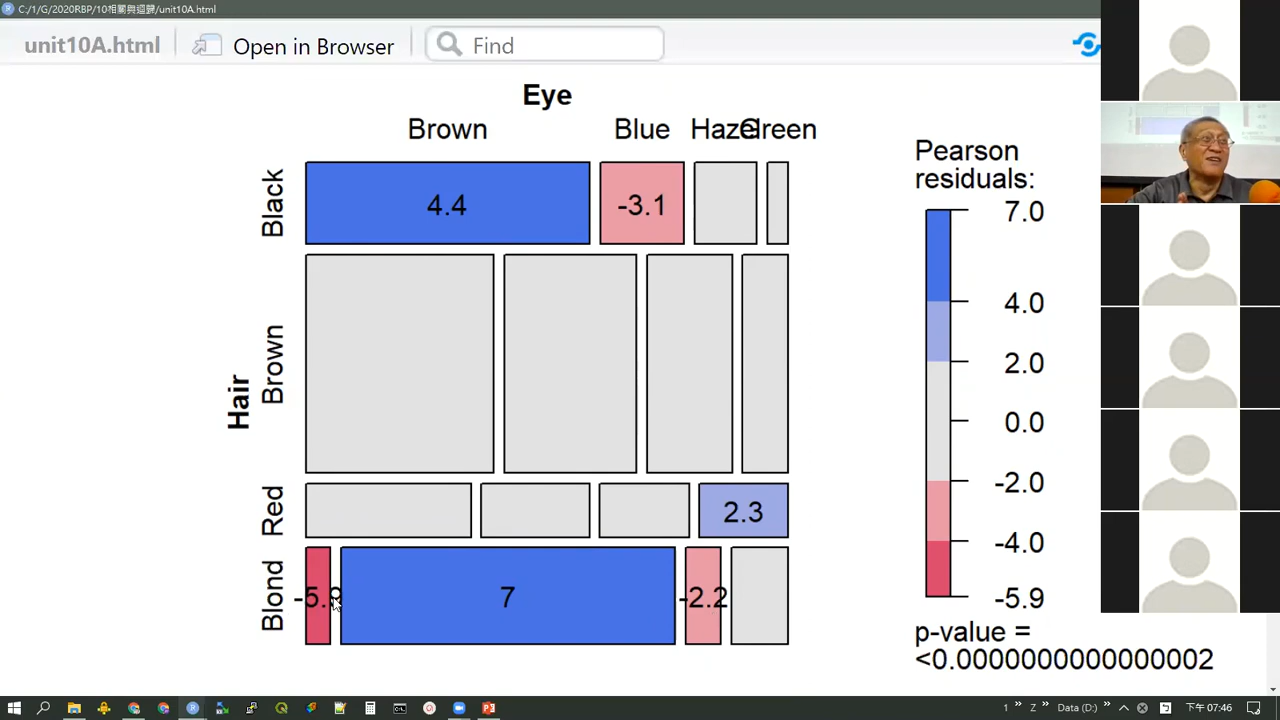 C:/1/G/2020RBP/10相關與迴歸/unit10A.html
unit10A.html
Open in Browser
Find
Eye
Brown Blue Hazel Green
Hair
Black
Brown
Red
Blond
4.4
-3.1
2.3
-5.9
7
-2.2
Pearson
residuals:
7.0
4.0
2.0
0.0
-2.0
-4.0
-5.9
p-value =
<0.0000000000000002
1 Z Data (D:) 下午 07:46